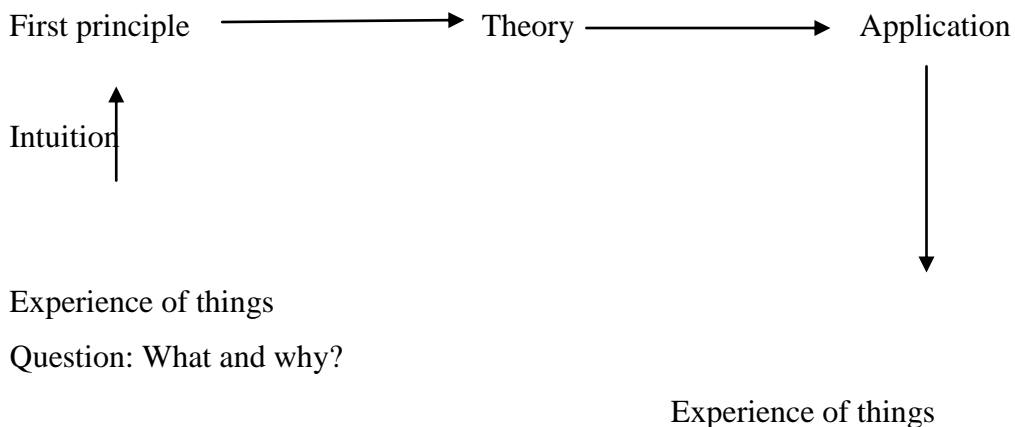 First principle Theory Application
Intuition
Experience of things
Question: What and why?
Experience of things